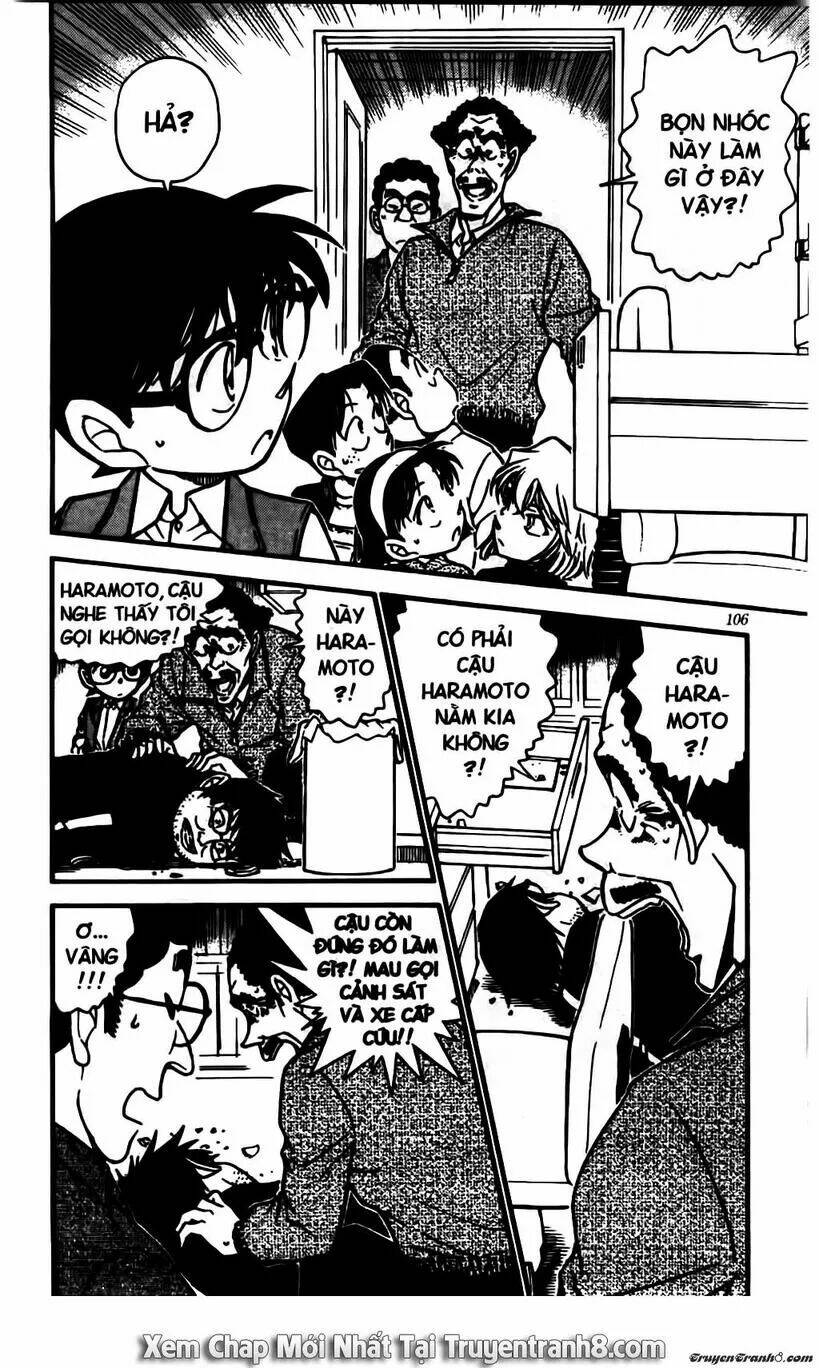 BỌN NHÓC
NÀY LÀM
GÌ Ở ĐÂY
VẬY?!
HẢ?
106
CẬU
HARA-
MOTO
?!
CÓ PHẢI
CẬU
HARAMOTO
NẰM KIA
KHÔNG
?!
NÀY
HARA-
MOTO
?!
HARAMOTO, CẬU
NGHE THẤY TÔI
GỌI KHÔNG?!
CẬU CÒN
ĐỨNG ĐÓ LÀM
GÌ?! MAU GỌI
CẢNH SÁT
VÀ XE CẤP
CỨU!!
Ơ...
VÂNG
!!!
Xem Chap Mới Nhất Tại Truyentranh8.com
TruyenTranh8.com